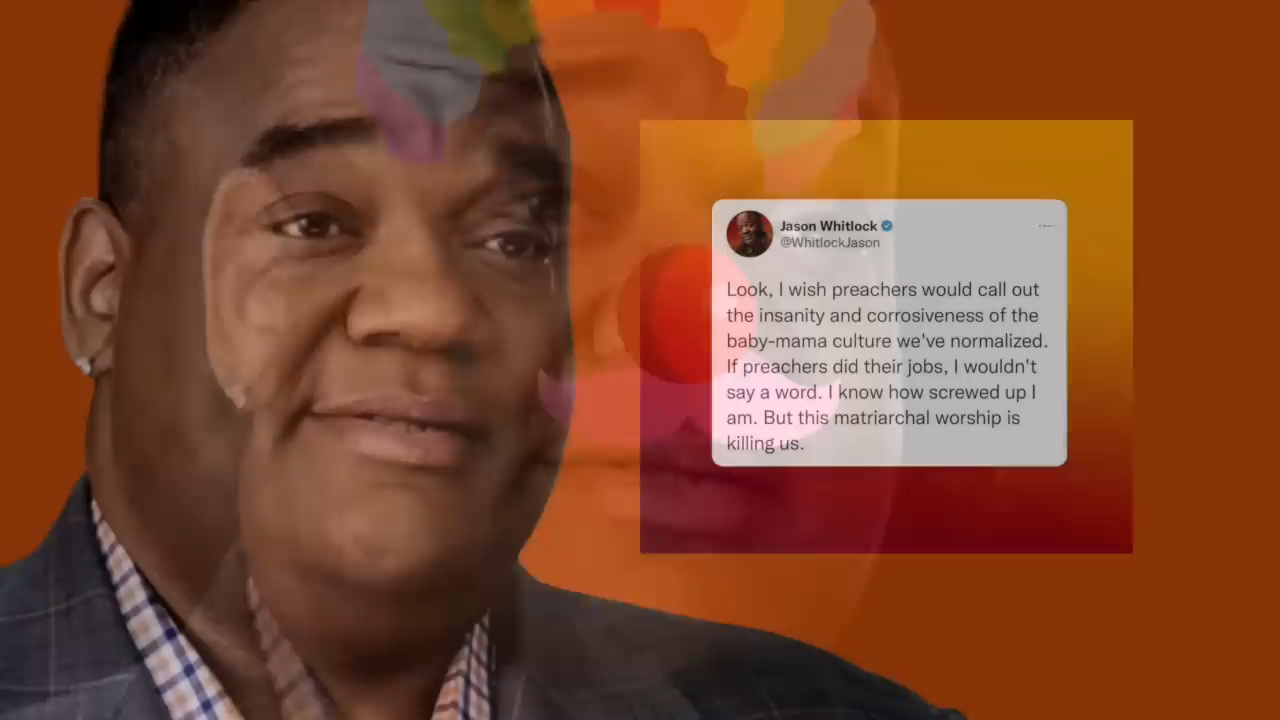 Jason Whitlock
@WhitlockJason
Look, I wish preachers would call out
the insanity and corrosiveness of the
baby-mama culture we've normalized.
If preachers did their jobs, I wouldn't
say a word. I know how screwed up I
am. But this matriarchal worship is
killing us.